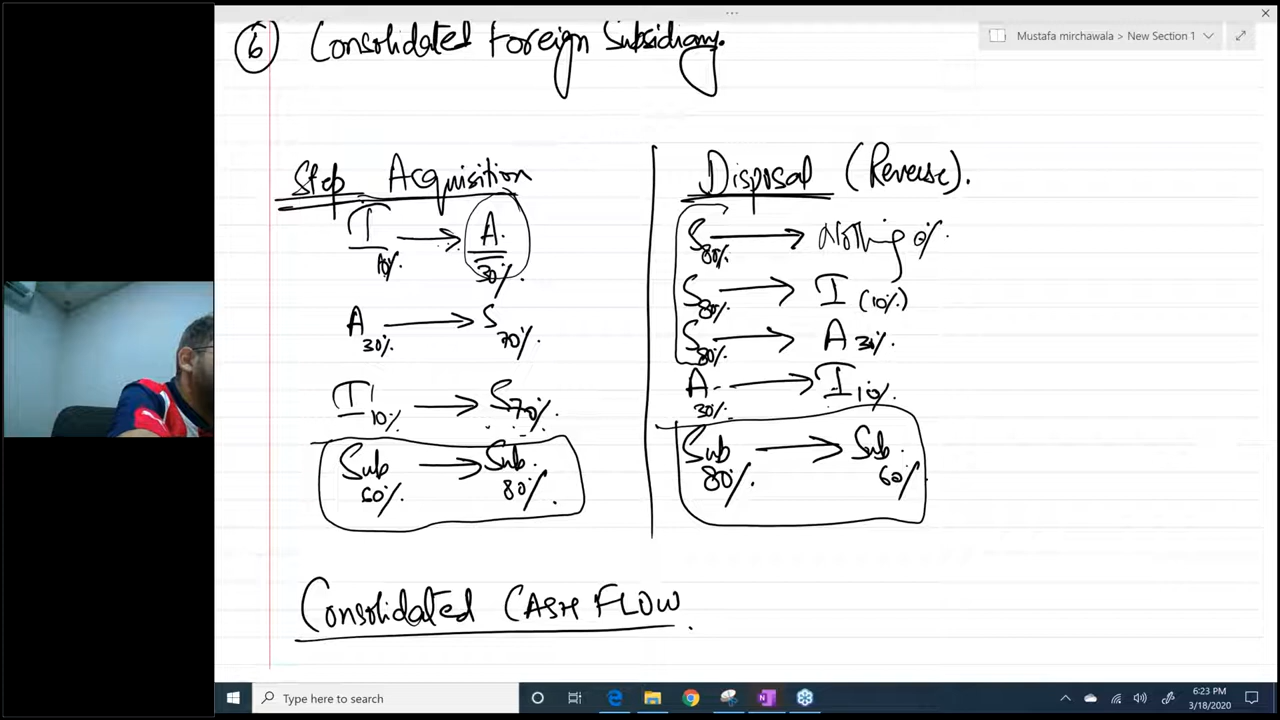 Mustafa mirchawala > New Section 1
6 Consolidated Foreign Subsidiary.
Step Acquisition
I 10% → A 30%
A 30% → S 70%
I 10% → S 70%
Sub 60% → Sub 80%
Disposal (Reverse).
S 80% → Nothing 0%
S 80% → I (10%)
S 80% → A 30%
A 30% → I 10%
Sub 80% → Sub 60%
Consolidated CASH FLOW
Type here to search
6:23 PM
3/18/2020